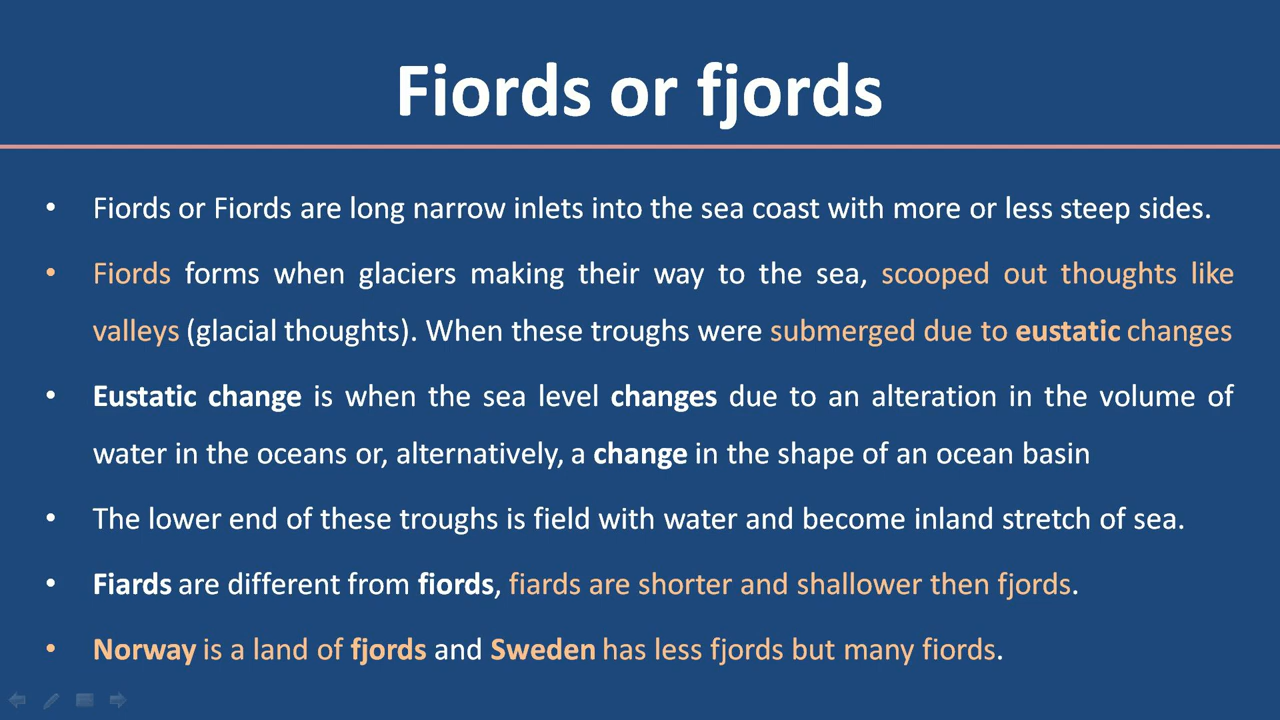 Fiords or fjords
• Fiords or Fiords are long narrow inlets into the sea coast with more or less steep sides.
• Fiords forms when glaciers making their way to the sea, scooped out thoughts like
valleys (glacial thoughts). When these troughs were submerged due to eustatic changes
• Eustatic change is when the sea level changes due to an alteration in the volume of
water in the oceans or, alternatively, a change in the shape of an ocean basin
• The lower end of these troughs is field with water and become inland stretch of sea.
• Fiards are different from fiords, fiards are shorter and shallower then fjords.
• Norway is a land of fjords and Sweden has less fjords but many fiords.